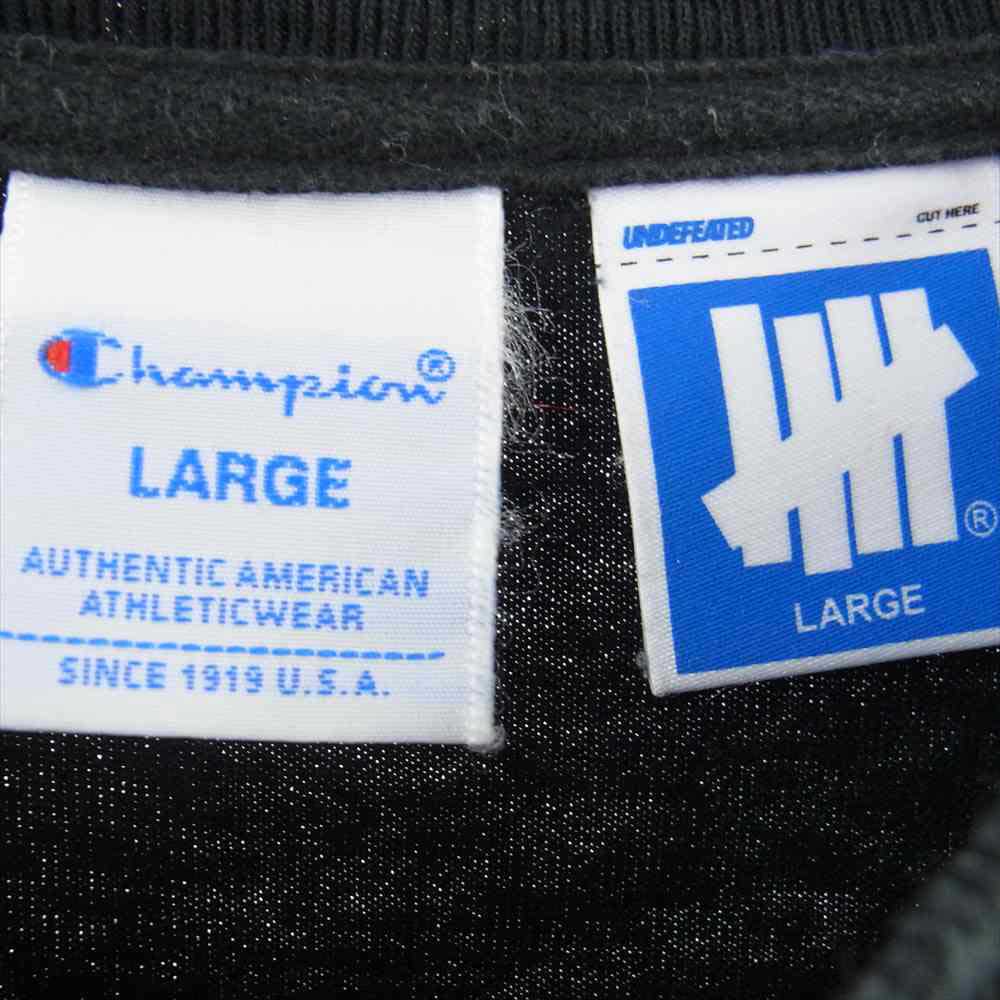 Champion®
LARGE
AUTHENTIC AMERICAN
ATHLETICWEAR
SINCE 1919 U.S.A.
UNDEFEATED
CUT HERE
®
LARGE